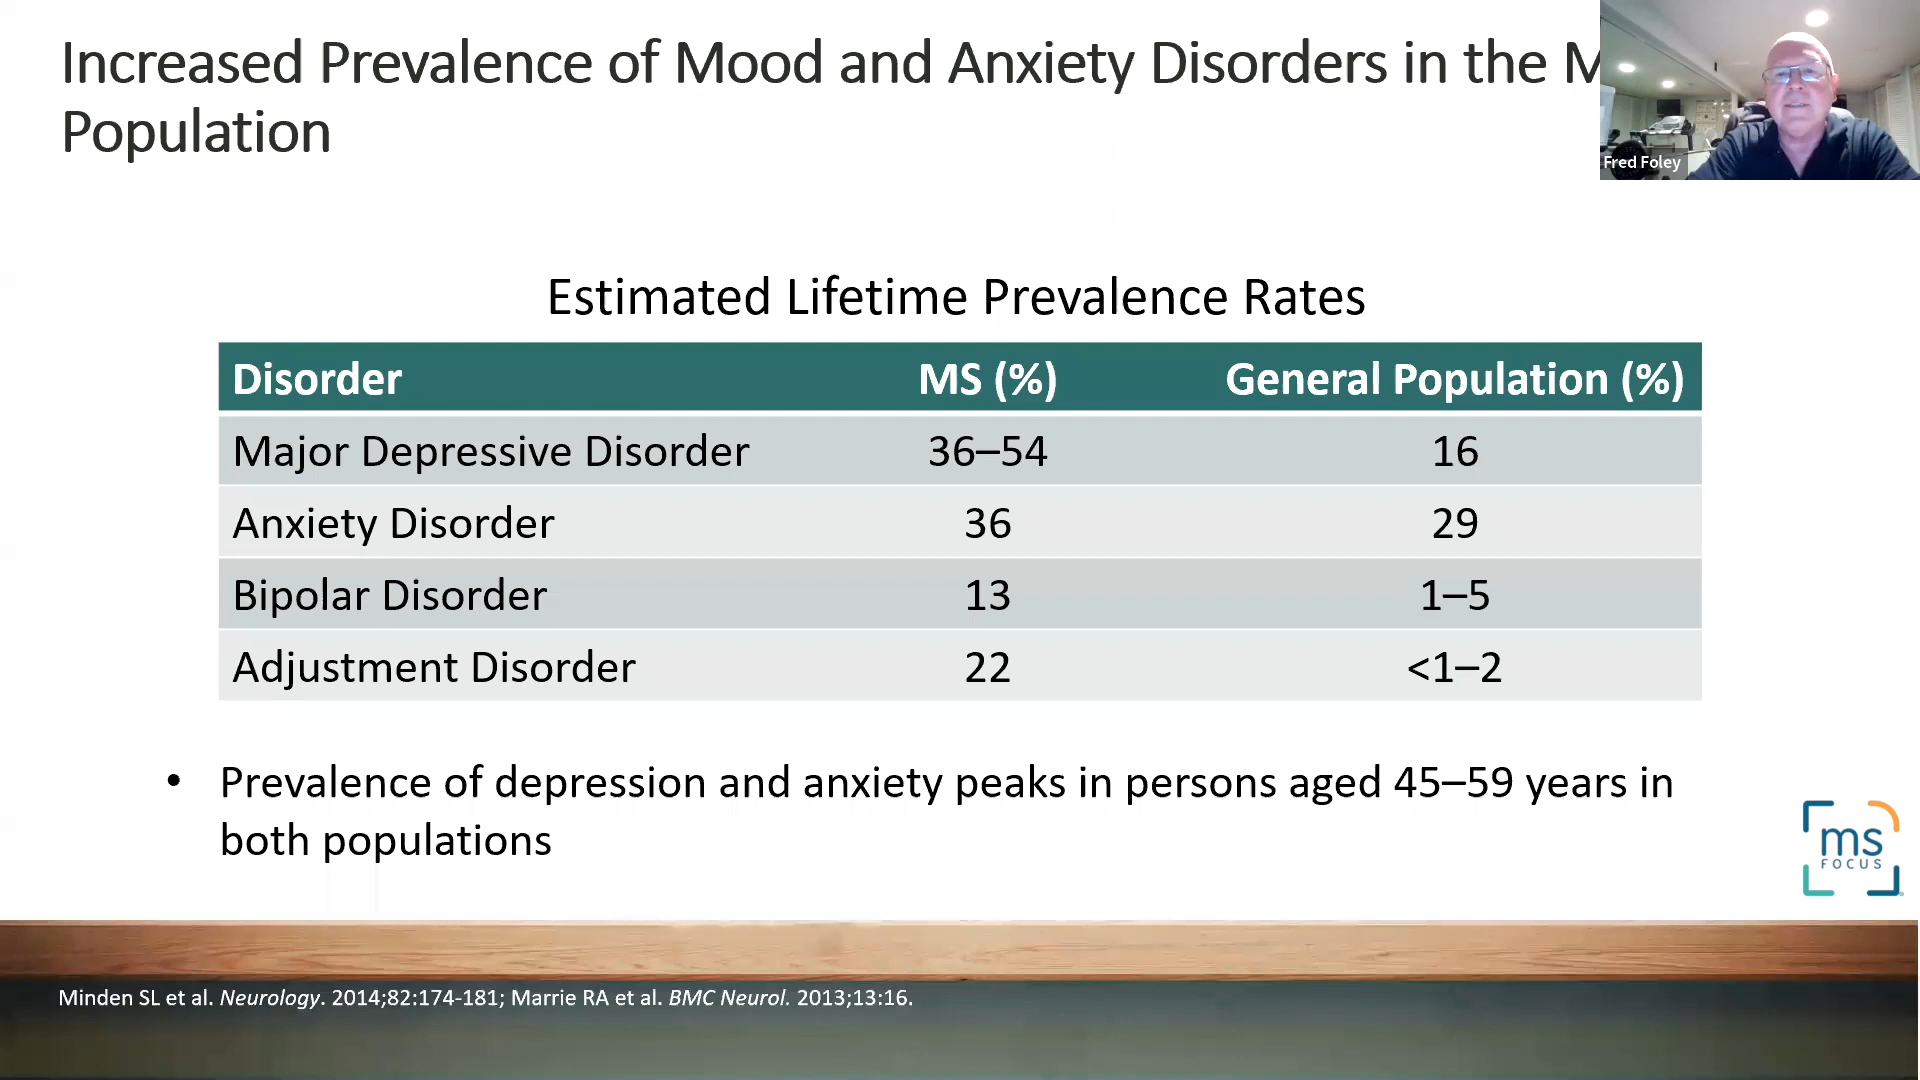 Increased Prevalence of Mood and Anxiety Disorders in the
Population
Fred Foley
Estimated Lifetime Prevalence Rates
Disorder MS (%) General Population (%)
Major Depressive Disorder 36–54 16
Anxiety Disorder 36 29
Bipolar Disorder 13 1–5
Adjustment Disorder 22 <1–2
• Prevalence of depression and anxiety peaks in persons aged 45–59 years in
both populations
ms
FOCUS
Minden SL et al. Neurology. 2014;82:174-181; Marrie RA et al. BMC Neurol. 2013;13:16.